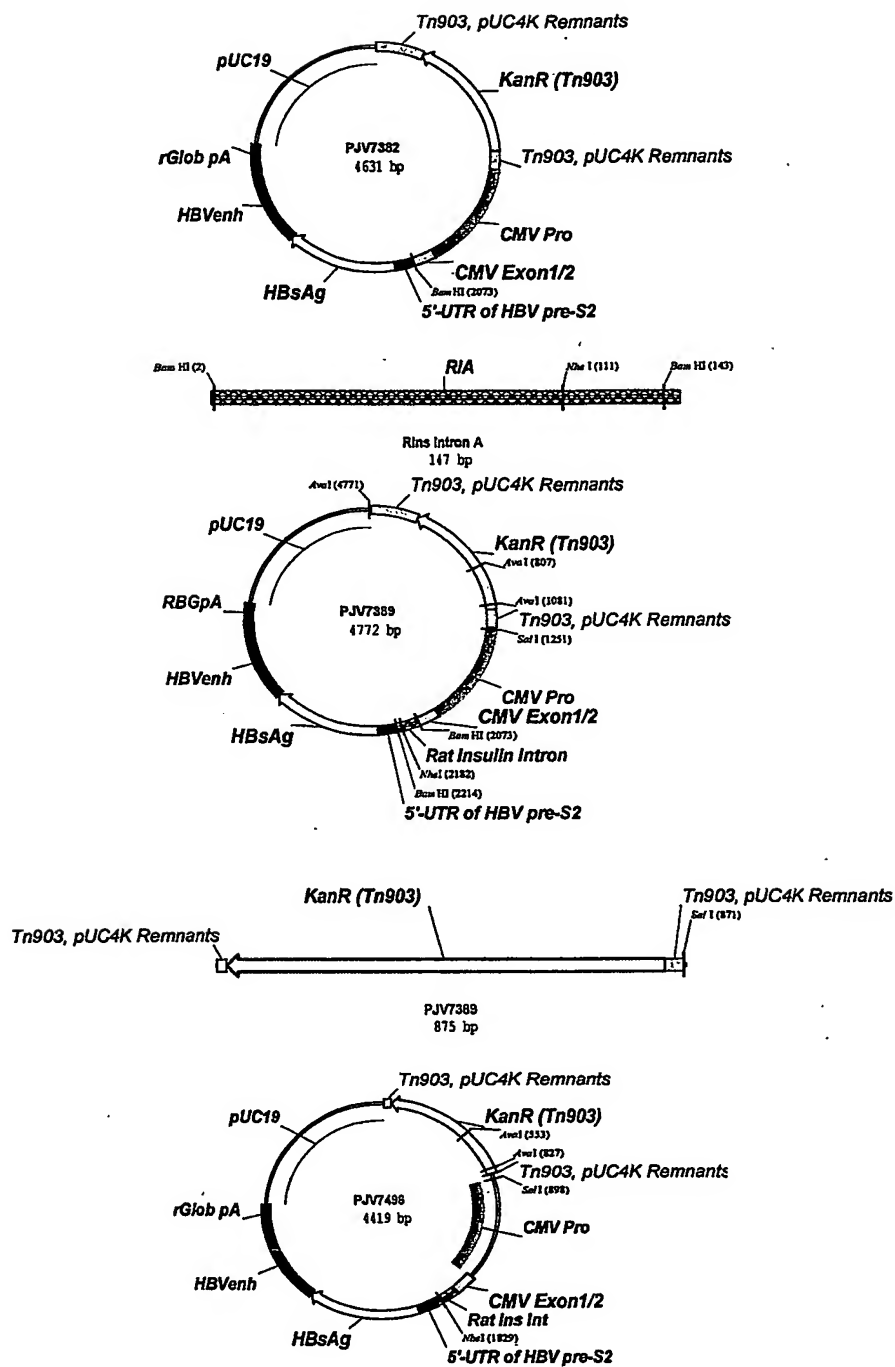 Tn903, pUC4K Remnants
pUC19
KanR (Tn903)
PJV7382
4631 bp
rGlob pA
Tn903, pUC4K Remnants
HBVenh
CMV Pro
CMV Exon1/2
HBsAg
BamHI (2073)
5'-UTR of HBV pre-S2
BamHI (2)
RIA
NheI (111)
BamHI (143)
Rins Intron A
147 bp
AvaI (4771)
Tn903, pUC4K Remnants
pUC19
KanR (Tn903)
AvaI (807)
RBGpA
PJV7389
4772 bp
AvaI (1081)
Tn903, pUC4K Remnants
SalI (1251)
HBVenh
CMV Pro
CMV Exon1/2
HBsAg
BamHI (2073)
Rat Insulin Intron
NheI (2182)
BamHI (2214)
5'-UTR of HBV pre-S2
KanR (Tn903)
Tn903, pUC4K Remnants
SalI (871)
Tn903, pUC4K Remnants
PJV7389
875 bp
Tn903, pUC4K Remnants
pUC19
KanR (Tn903)
AvaI (553)
AvaI (827)
Tn903, pUC4K Remnants
SalI (898)
rGlob pA
PJV7498
4419 bp
CMV Pro
HBVenh
CMV Exon1/2
Rat Ins Int
HBsAg
NheI (1829)
5'-UTR of HBV pre-S2